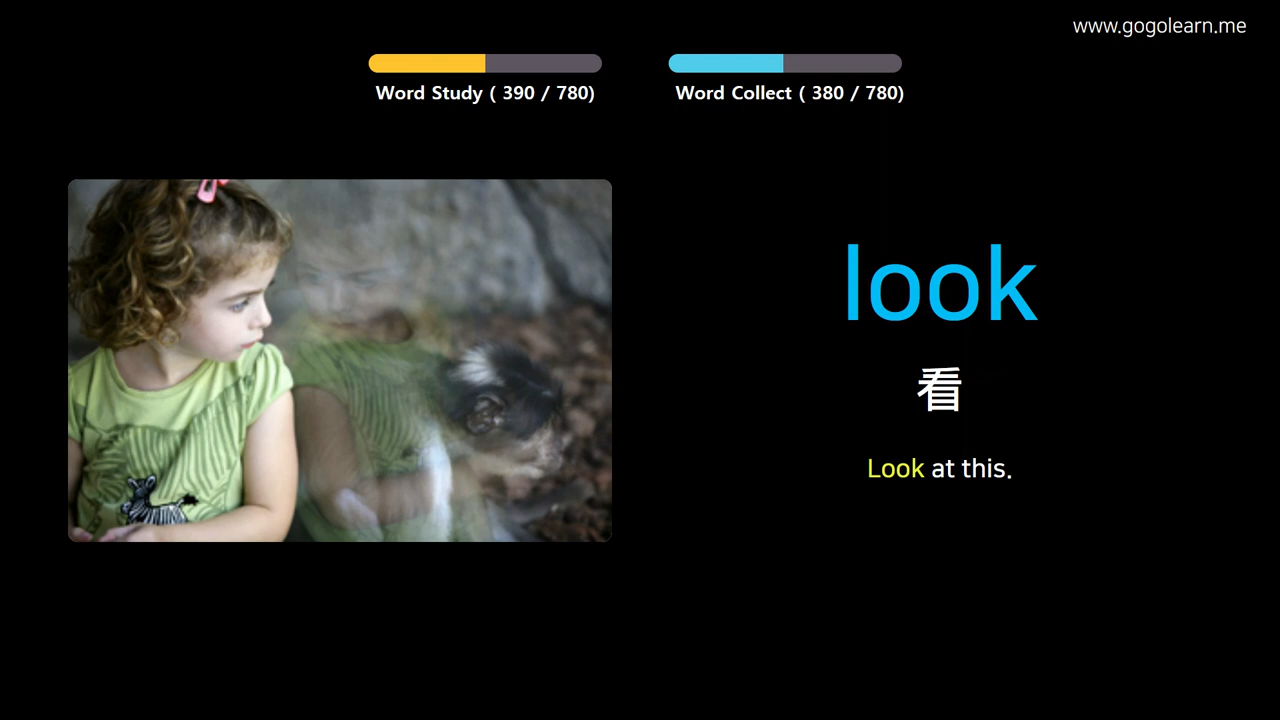 www.gogolearn.me
Word Study ( 390 / 780)
Word Collect ( 380 / 780)
look
看
Look at this.